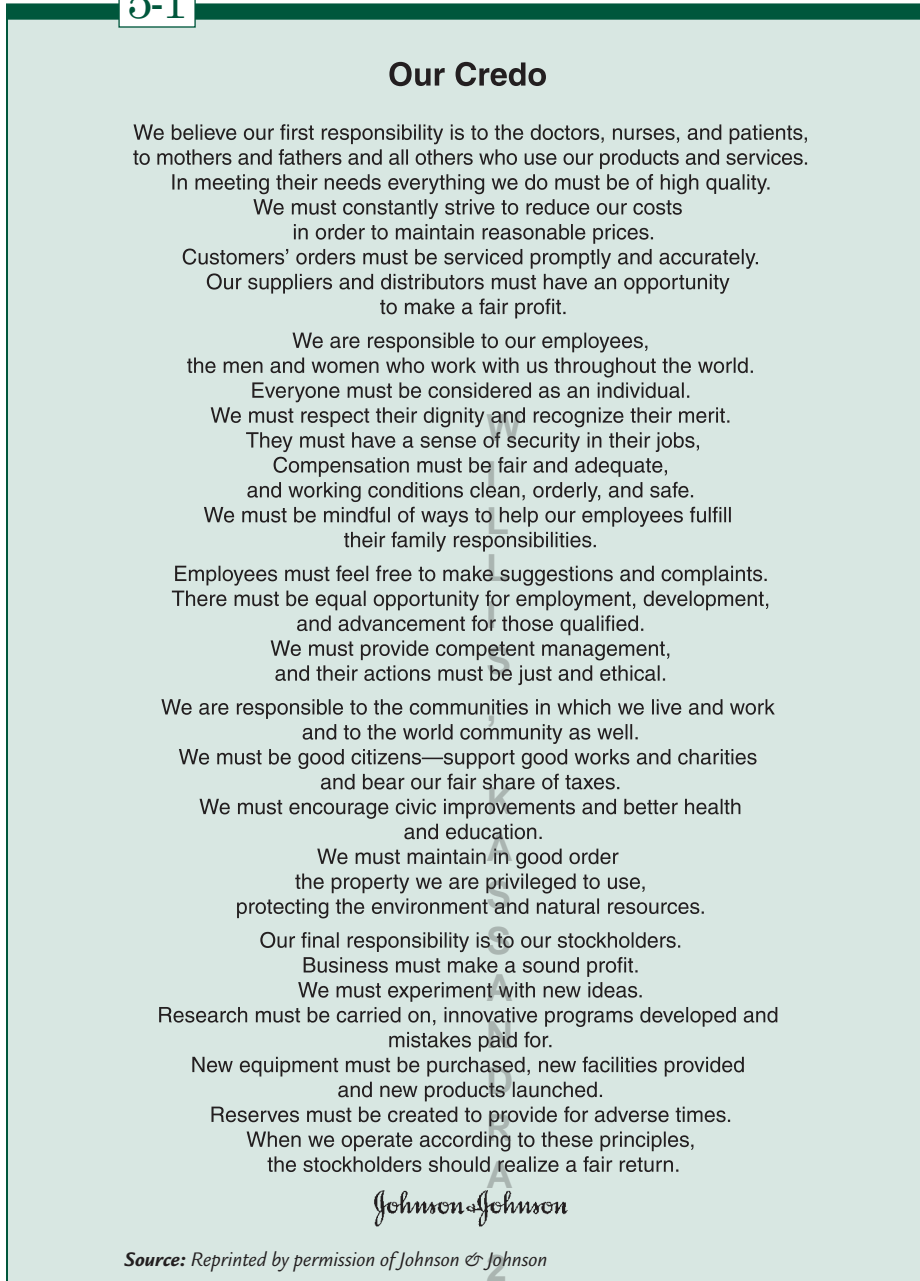 5-1
Our Credo
We believe our first responsibility is to the doctors, nurses, and patients,
to mothers and fathers and all others who use our products and services.
In meeting their needs everything we do must be of high quality.
We must constantly strive to reduce our costs
in order to maintain reasonable prices.
Customers’ orders must be serviced promptly and accurately.
Our suppliers and distributors must have an opportunity
to make a fair profit.
We are responsible to our employees,
the men and women who work with us throughout the world.
Everyone must be considered as an individual.
We must respect their dignity and recognize their merit.
They must have a sense of security in their jobs,
Compensation must be fair and adequate,
and working conditions clean, orderly, and safe.
We must be mindful of ways to help our employees fulfill
their family responsibilities.
Employees must feel free to make suggestions and complaints.
There must be equal opportunity for employment, development,
and advancement for those qualified.
We must provide competent management,
and their actions must be just and ethical.
We are responsible to the communities in which we live and work
and to the world community as well.
We must be good citizens—support good works and charities
and bear our fair share of taxes.
We must encourage civic improvements and better health
and education.
We must maintain in good order
the property we are privileged to use,
protecting the environment and natural resources.
Our final responsibility is to our stockholders.
Business must make a sound profit.
We must experiment with new ideas.
Research must be carried on, innovative programs developed and
mistakes paid for.
New equipment must be purchased, new facilities provided
and new products launched.
Reserves must be created to provide for adverse times.
When we operate according to these principles,
the stockholders should realize a fair return.
Johnson & Johnson
Source: Reprinted by permission of Johnson & Johnson
WILLIS, KASSANDRA 2